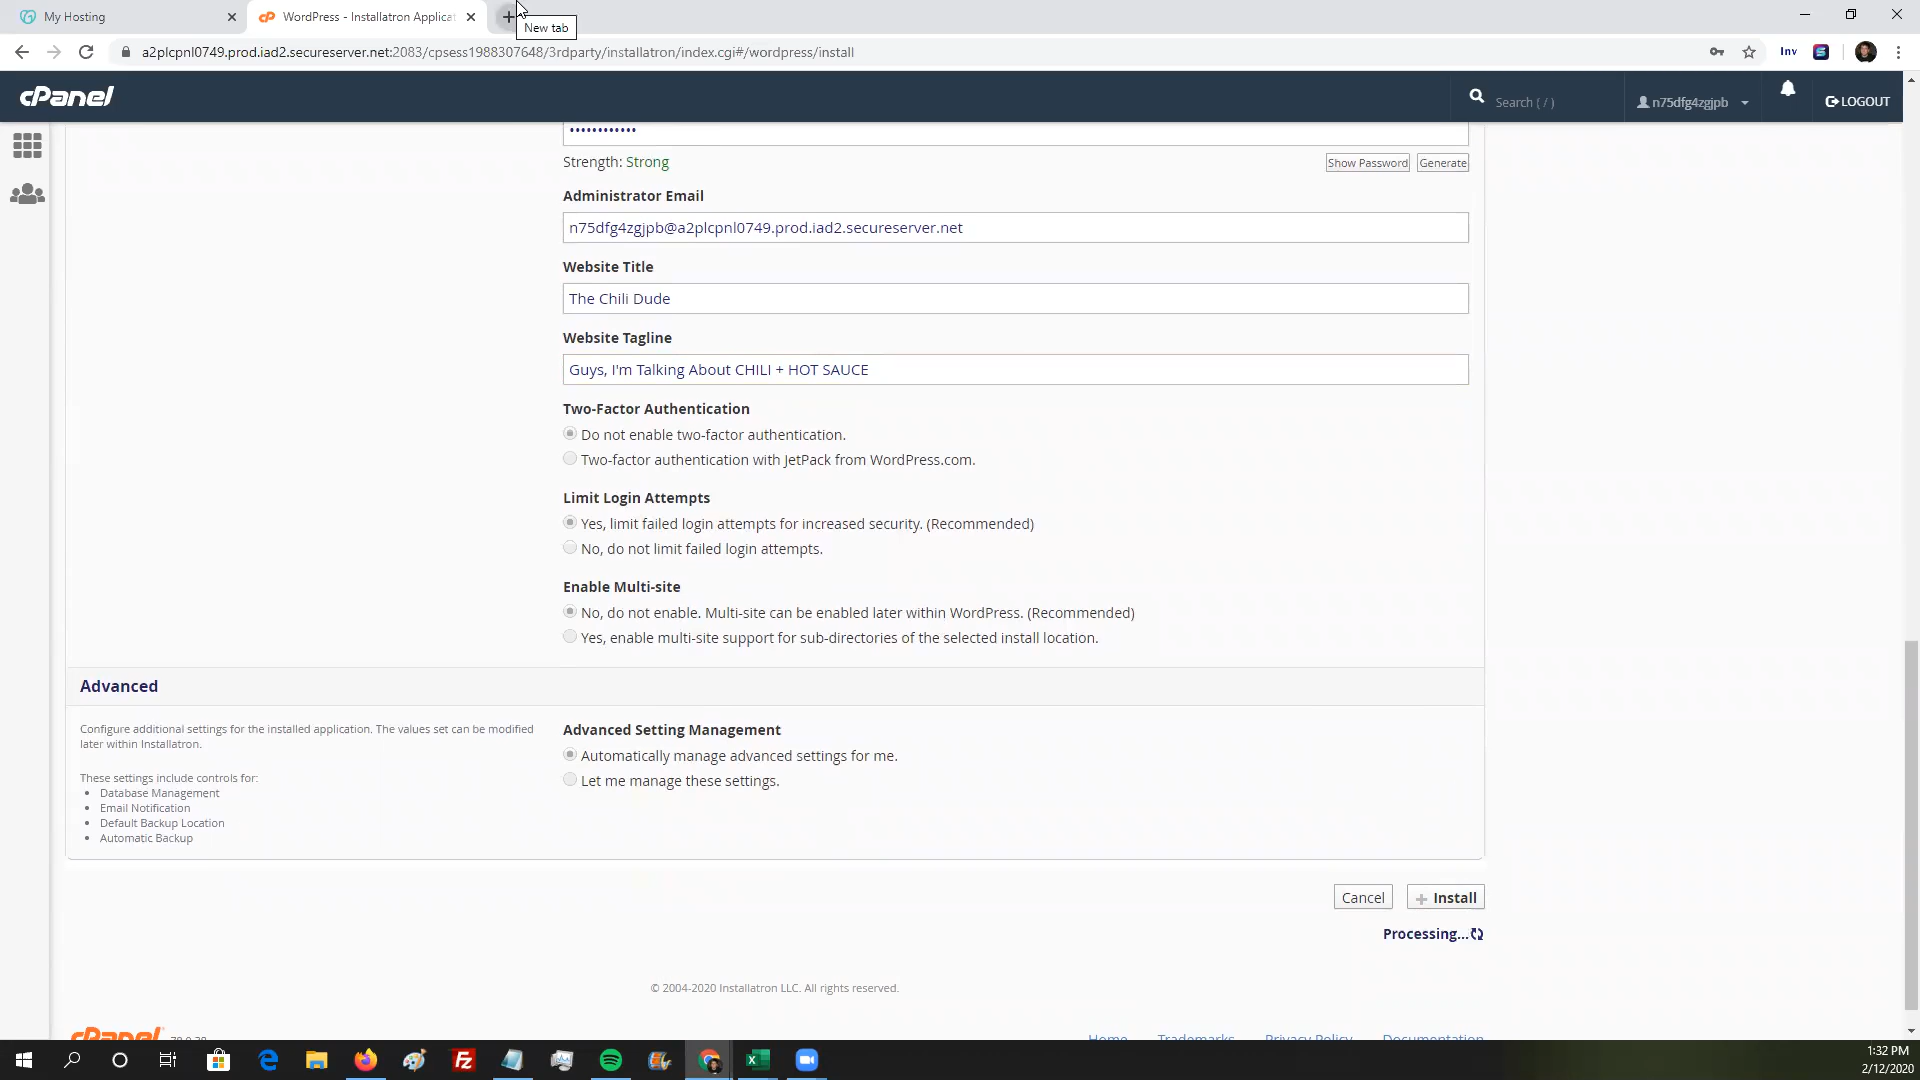 My Hosting
WordPress - Installatron Applicat
New tab
a2plcpnl0749.prod.iad2.secureserver.net:2083/cpsess1988307648/3rdparty/installatron/index.cgi#/wordpress/install
Inv
cPanel
Search ( / )
n75dfg4zgjpb
LOGOUT
••••••••••••
Strength: Strong
Show Password
Generate
Administrator Email
n75dfg4zgjpb@a2plcpnl0749.prod.iad2.secureserver.net
Website Title
The Chili Dude
Website Tagline
Guys, I'm Talking About CHILI + HOT SAUCE
Two-Factor Authentication
Do not enable two-factor authentication.
Two-factor authentication with JetPack from WordPress.com.
Limit Login Attempts
Yes, limit failed login attempts for increased security. (Recommended)
No, do not limit failed login attempts.
Enable Multi-site
No, do not enable. Multi-site can be enabled later within WordPress. (Recommended)
Yes, enable multi-site support for sub-directories of the selected install location.
Advanced
Configure additional settings for the installed application. The values set can be modified
later within Installatron.
These settings include controls for:
• Database Management
• Email Notification
• Default Backup Location
• Automatic Backup
Advanced Setting Management
Automatically manage advanced settings for me.
Let me manage these settings.
Cancel
+ Install
Processing...
© 2004-2020 Installatron LLC. All rights reserved.
cPanel
Home
Trademarks
Privacy Policy
Documentation
1:32 PM
2/12/2020